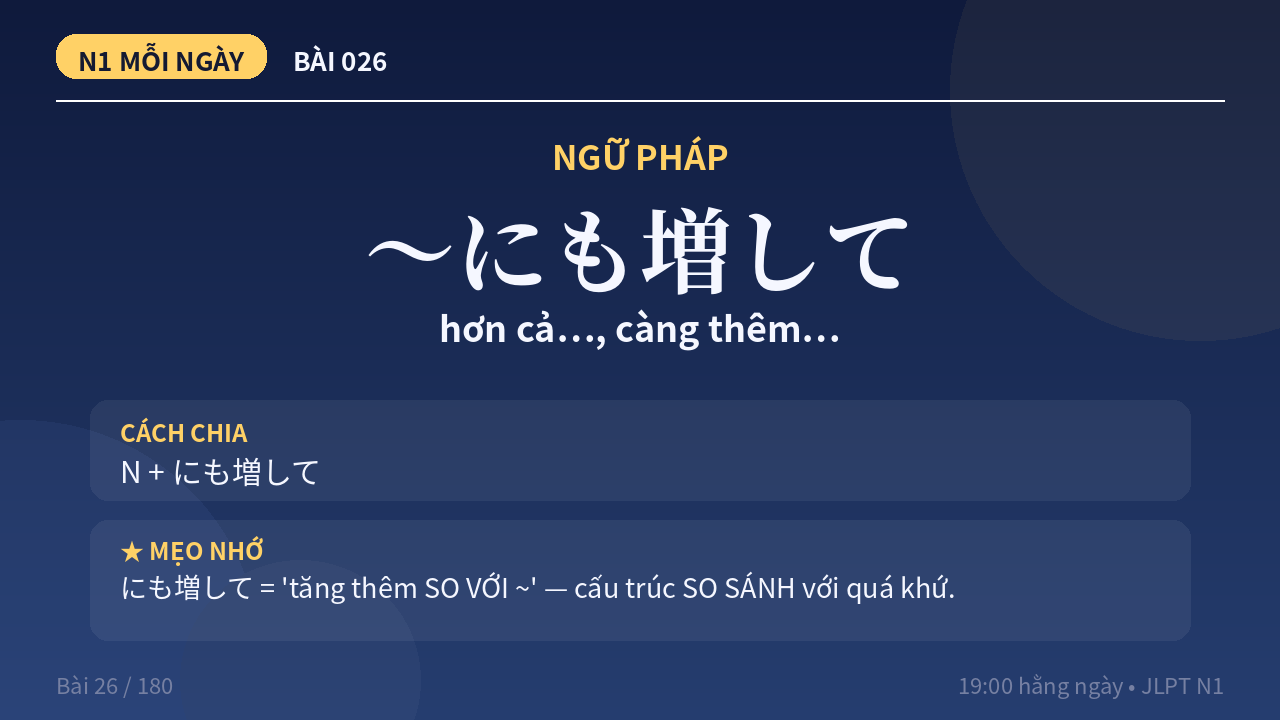 N1 MỖI NGÀY BÀI 026
NGỮ PHÁP
〜にも増して
hơn cả…, càng thêm…
CÁCH CHIA
N + にも増して
★ MẸO NHỚ
にも増して = 'tăng thêm SO VỚI ~' — cấu trúc SO SÁNH với quá khứ.
Bài 26 / 180
19:00 hằng ngày • JLPT N1